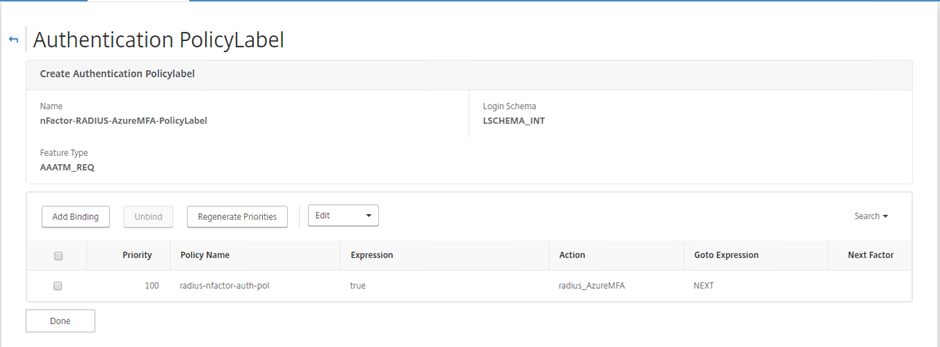 Authentication PolicyLabel
Create Authentication Policylabel
Name
nFactor-RADIUS-AzureMFA-PolicyLabel
Login Schema
LSCHEMA_INT
Feature Type
AAATM_REQ
Add Binding Unbind Regenerate Priorities Edit Search
Priority Policy Name Expression Action Goto Expression Next Factor
100 radius-nfactor-auth-pol true radius_AzureMFA NEXT
Done